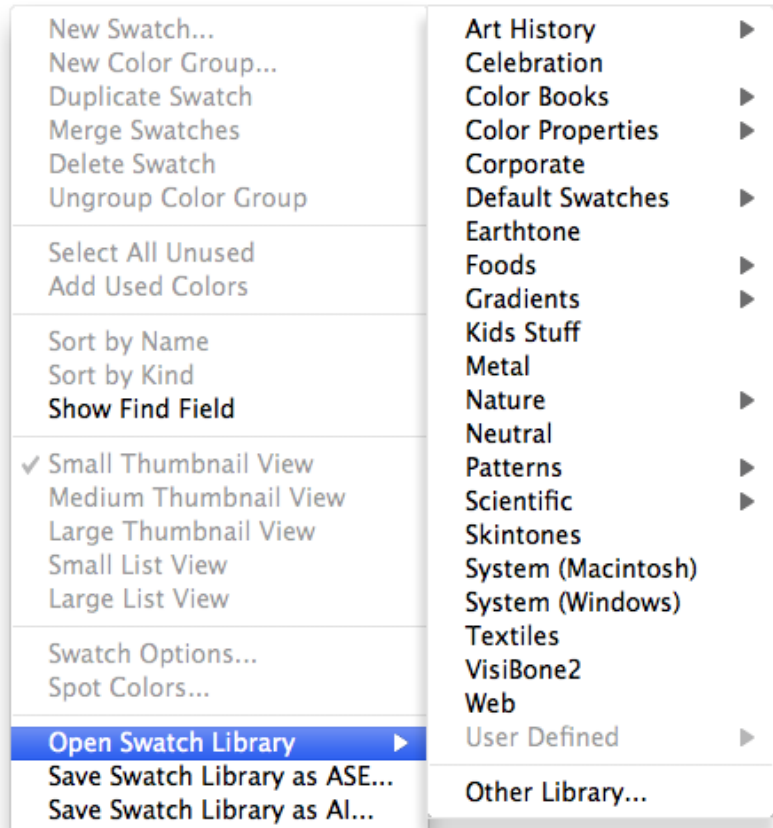 New Swatch...
New Color Group...
Duplicate Swatch
Merge Swatches
Delete Swatch
Ungroup Color Group
Select All Unused
Add Used Colors
Sort by Name
Sort by Kind
Show Find Field
✓ Small Thumbnail View
Medium Thumbnail View
Large Thumbnail View
Small List View
Large List View
Swatch Options...
Spot Colors...
Open Swatch Library
Save Swatch Library as ASE...
Save Swatch Library as AI...
Art History
Celebration
Color Books
Color Properties
Corporate
Default Swatches
Earthtone
Foods
Gradients
Kids Stuff
Metal
Nature
Neutral
Patterns
Scientific
Skintones
System (Macintosh)
System (Windows)
Textiles
VisiBone2
Web
User Defined
Other Library...